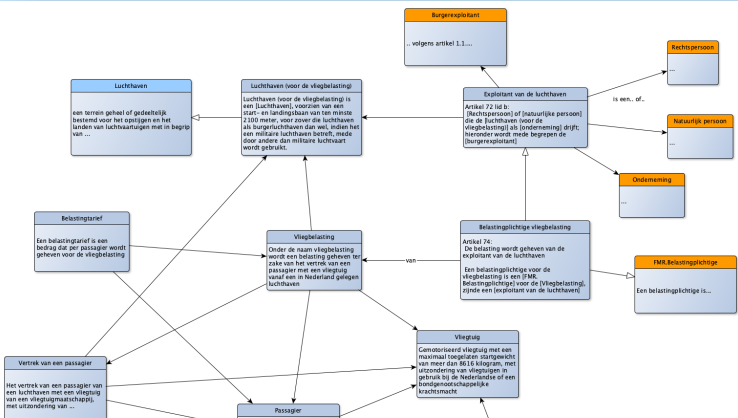 Burgerexploitant
.. volgens artikel 1.1....
Rechtspersoon
...
is een.. of..
Luchthaven
een terrein geheel of gedeeltelijk
bestemd voor het opstijgen en het
landen van luchtvaartuigen met is begrip
van ...
Luchthaven (voor de vliegbelasting)
Luchthaven (voor de vliegbelasting) is
een [Luchthaven], voorzien van een
start- en landingsbaan van ten minste
2100 meter, voor zover die luchthaven
als burgerluchthaven dan wel, indien het
een militaire luchthaven betreft, mede
door andere dan militaire luchtvaart
wordt gebruikt.
Exploitant van de luchthaven
Artikel 72 lid b:
[Rechtspersoon] of [natuurlijke persoon]
die de [luchthaven (voor de
vliegbelasting)] als [onderneming] drijft;
hieronder wordt mede begrepen de
[burgerexploitant]
Natuurlijk persoon
...
Onderneming
...
Belastingtarief
Een belastingtarief is een
bedrag dat per passagier wordt
geheven voor de vliegbelasting
Vliegbelasting
Onder de naam vliegbelasting
wordt een belasting geheven ter
zake van het vertrek van een
passagier met een vliegtuig
vanaf een in Nederland gelegen
luchthaven
van
Belastingplichtige vliegbelasting
Artikel 74:
De belasting wordt geheven van de
exploitant van de luchthaven
Een belastingplichtige voor de
vliegbelasting is een [FMR.
Belastingplichtige] voor de [Vliegbelasting],
zijnde een [exploitant van de luchthaven]
FMR.Belastingplichtige
Een belastingplichtige is...
Vliegtuig
Gemotoriseerd vliegtuig met een
maximaal toegelaten startgewicht
van meer dan 8616 kilogram, met
uitzondering van vliegtuigen in
gebruik bij de Nederlandse of een
bondgenootschappelijke
krachtsmacht
Vertrek van een passagier
Het vertrek van een passagier van
een luchthaven met een vliegtuig
van een vliegtuigmaatschappij,
met uitzondering van ...
Passagier